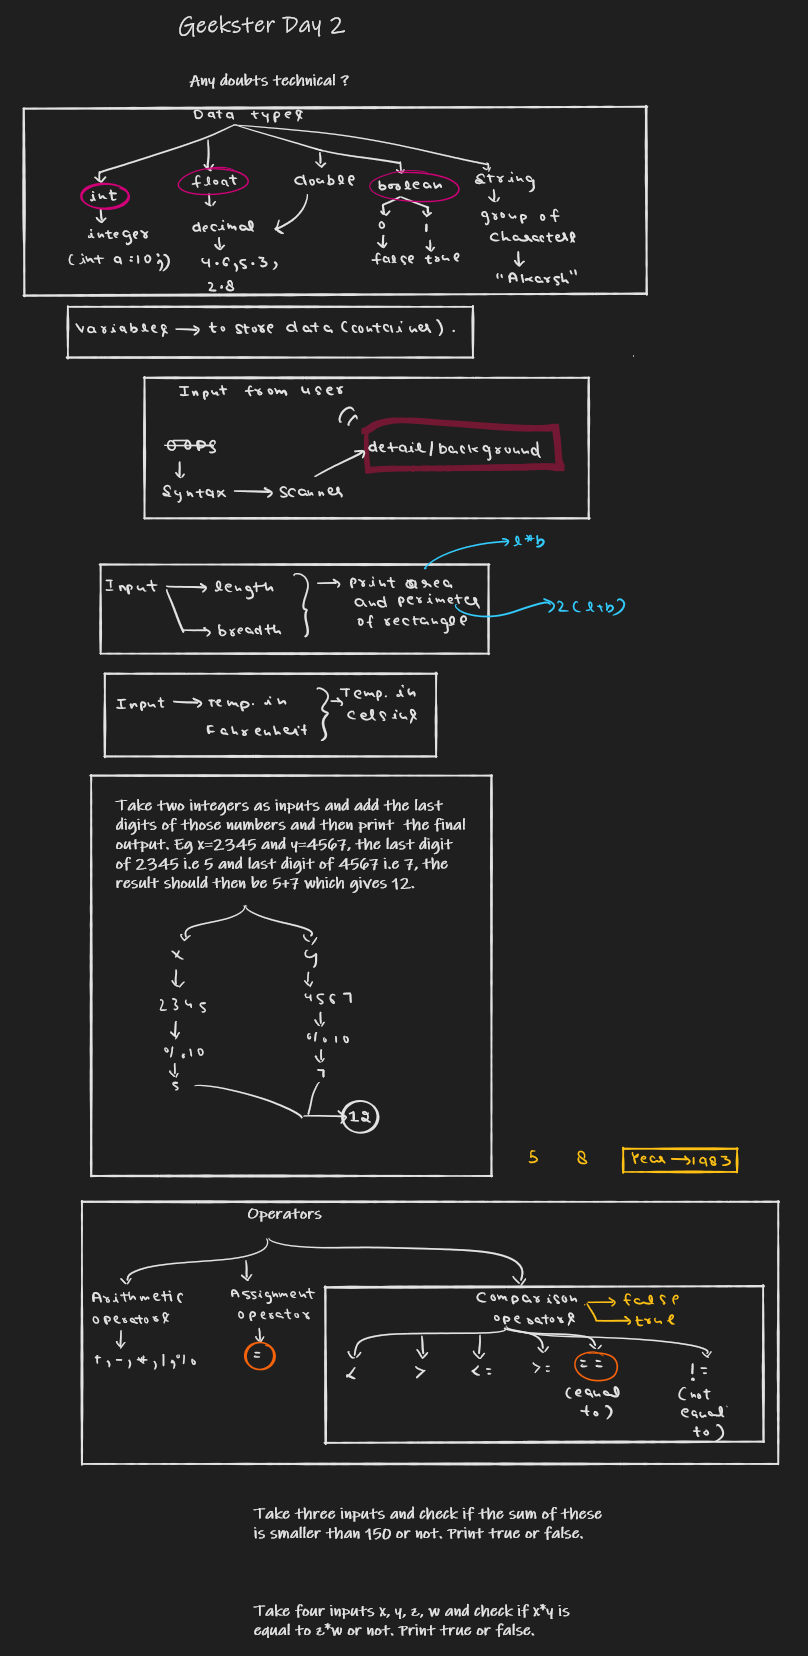 Geekster Day 2
Any doubts technical ?
Data types
int
float
double
boolean
string
integer
(int a=10;)
decimal
4.6,5.3,
2.8
0
1
false true
group of
characters
"Akarsh"
variables → to store data (container).
Input from user
OOPS
detail/background
Syntax → scanner
l*b
Input → length
breadth
→ print area
and perimeter
of rectangle
2(l+b)
Input → Temp. in
Fahrenheit
→ Temp. in
celsius
Take two integers as inputs and add the last
digits of those numbers and then print the final
output. Eg x=2345 and y=4567, the last digit
of 2345 i.e 5 and last digit of 4567 i.e 7, the
result should then be 5+7 which gives 12.
x
y
2345
4567
%10
%10
5
7
12
5 8
Year → 1983
Operators
Arithmetic
operators
+,-,*,/,%
Assignment
operator
=
Comparison
operators
false
true
<
>
<=
>=
==
(equal
to)
!=
(not
equal
to)
Take three inputs and check if the sum of these
is smaller than 150 or not. Print true or false.
Take four inputs x, y, z, w and check if x*y is
equal to z*w or not. Print true or false.